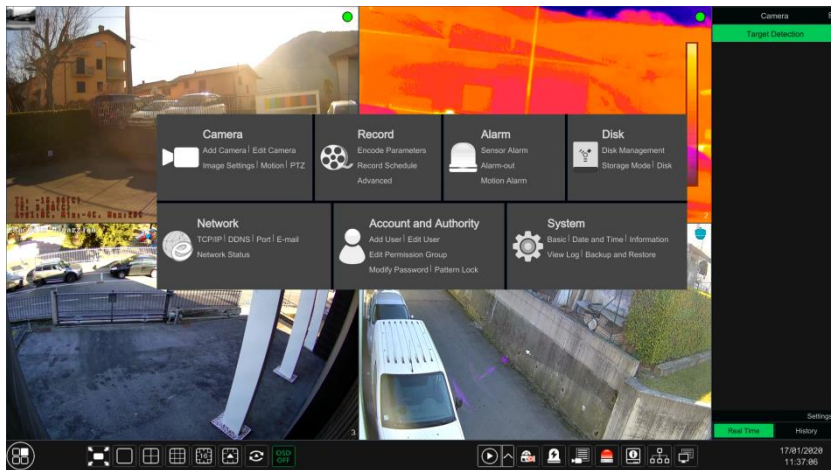 Camera
Target Detection
Camera
Add Camera | Edit Camera
Image Settings | Motion | PTZ
Record
Encode Parameters
Record Schedule
Advanced
Alarm
Sensor Alarm
Alarm-out
Motion Alarm
Disk
Disk Management
Storage Mode | Disk
2
Network
TCP/IP | DDNS | Port | E-mail
Network Status
Account and Authority
Add User | Edit User
Edit Permission Group
Modify Password | Pattern Lock
System
Basic | Date and Time | Information
View Log | Backup and Restore
3
Settings
Real Time
History
OSD
OFF
17/01/2020
11:37:06